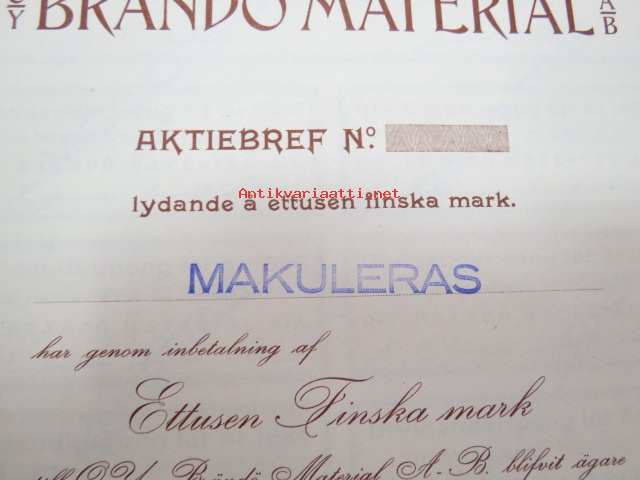 O/Y BRÄNDÖ MATERIAL A/B
AKTIEBREF No.
Antikvariaatti.net
lydande à ettusen finska mark.
MAKULERAS
har genom inbetalning af
Ettusen Finska mark
till O.Y. Brändö Material A.-B. blifvit ägare